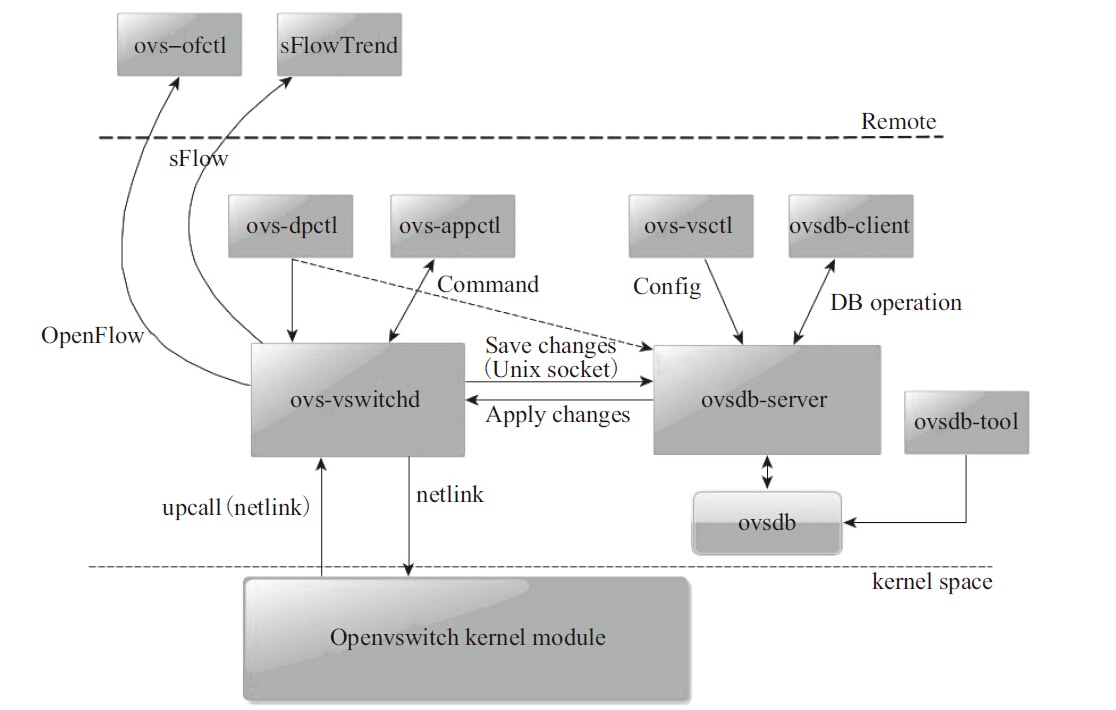 ovs−ofctl
sFlowTrend
Remote
sFlow
ovs-dpctl
ovs-appctl
ovs-vsctl
ovsdb-client
Command
Config
DB operation
OpenFlow
Save changes
(Unix socket)
ovs-vswitchd
ovsdb-server
Apply changes
ovsdb-tool
upcall (netlink)
netlink
ovsdb
kernel space
Openvswitch kernel module